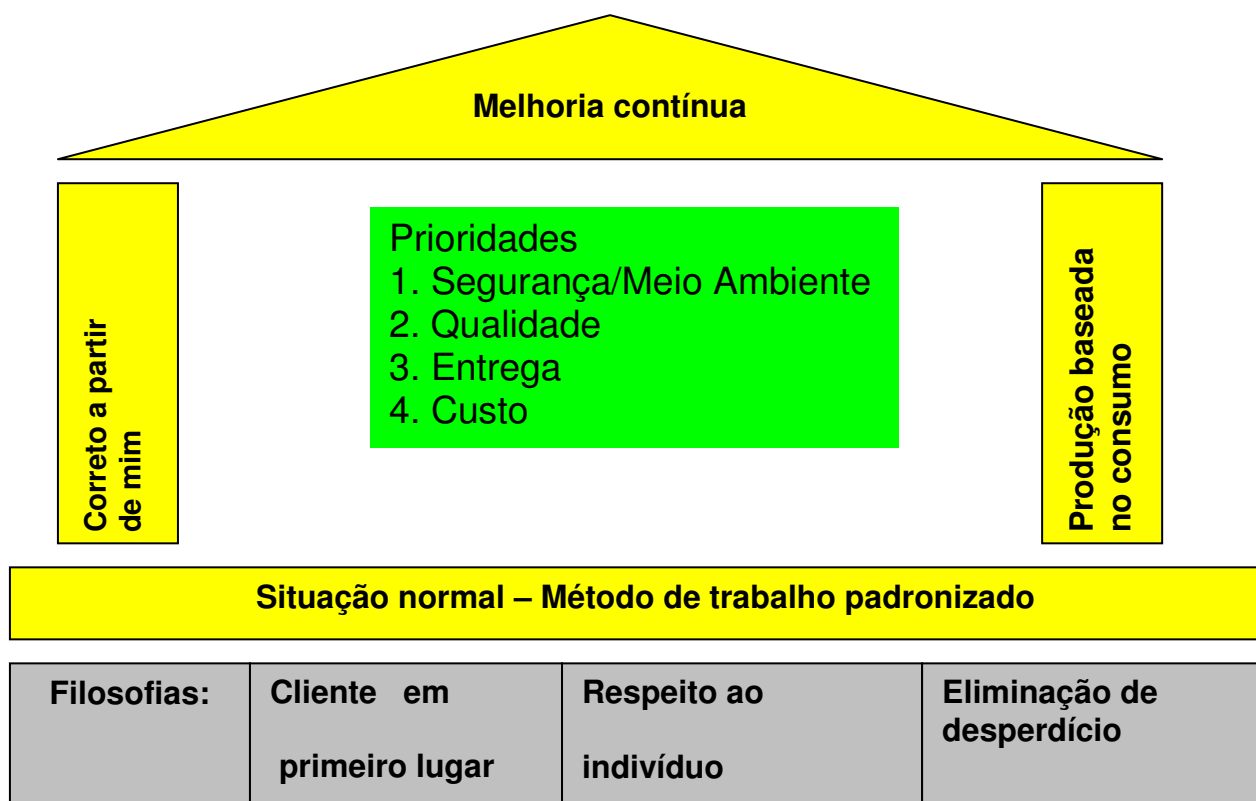 Melhoria contínua
Correto a partir
de mim
Prioridades
1. Segurança/Meio Ambiente
2. Qualidade
3. Entrega
4. Custo
Produção baseada
no consumo
Situação normal – Método de trabalho padronizado
Filosofias:
Cliente em
primeiro lugar
Respeito ao
indivíduo
Eliminação de
desperdício